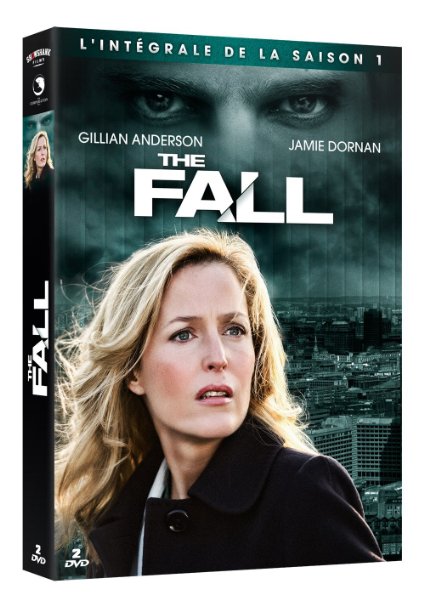 L'INTÉGRALE DE LA SAISON 1
GILLIAN ANDERSON
JAMIE DORNAN
THE
FALL
2
DVD
THE
FALL
2
DVD